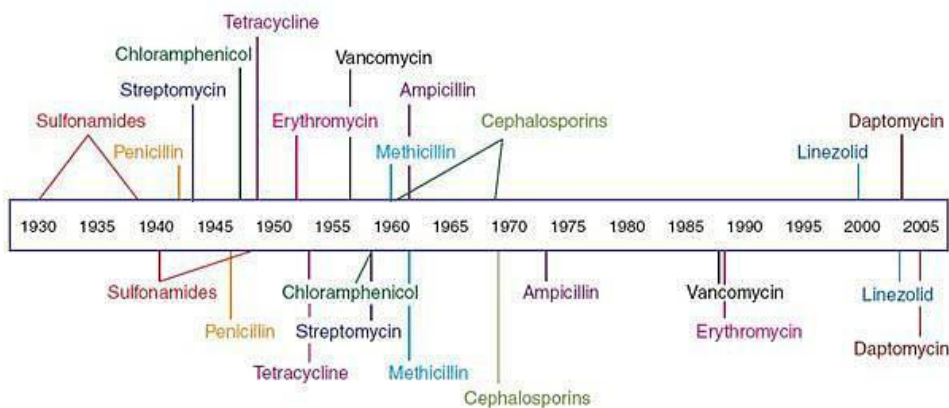 Tetracycline
Chloramphenicol
Vancomycin
Streptomycin
Ampicillin
Sulfonamides
Erythromycin
Cephalosporins
Daptomycin
Penicillin
Methicillin
Linezolid
1930 1935 1940 1945 1950 1955 1960 1965 1970 1975 1980 1985 1990 1995 2000 2005
Sulfonamides
Chloramphenicol
Ampicillin
Vancomycin
Linezolid
Penicillin
Streptomycin
Erythromycin
Daptomycin
Tetracycline
Methicillin
Cephalosporins